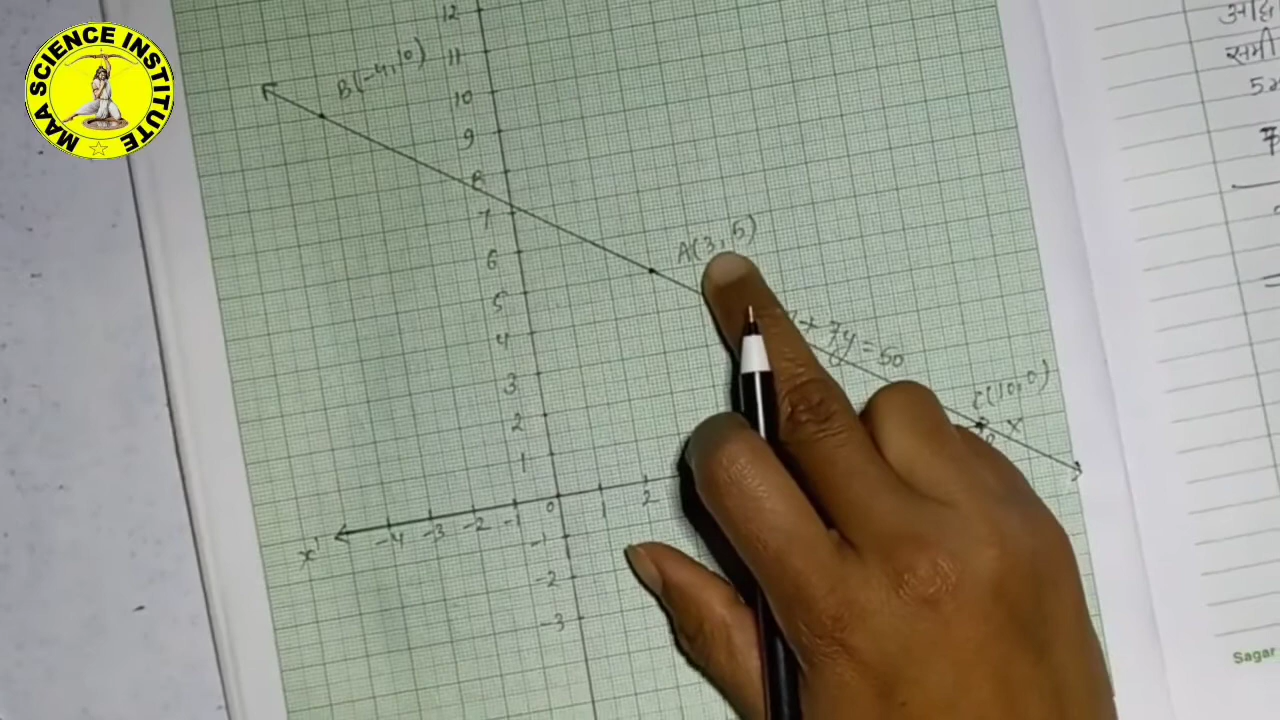 MAA SCIENCE INSTITUTE
12
11
B(-4,10)
10
9
8
7
A(3,5)
6
5
4
+ 7y=50
3
C(10,0)
2
X
1
0
1
2
x'
-4
-3
-2
-1
-1
-2
-3
समी
Sagar